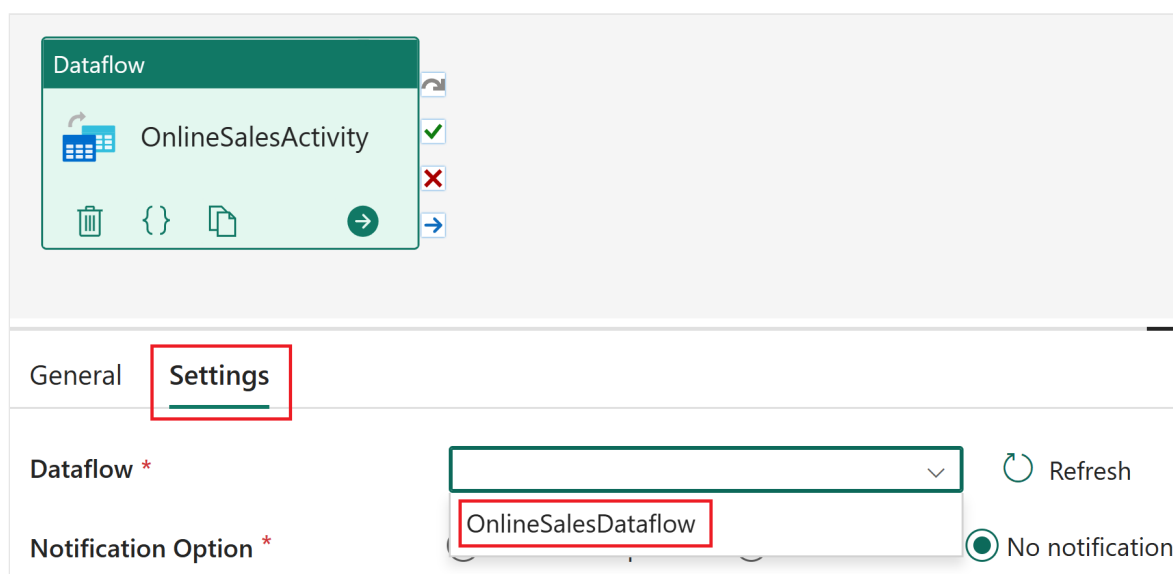 Dataflow
OnlineSalesActivity
{}
General Settings
Dataflow * Refresh
OnlineSalesDataflow
Notification Option * No notification